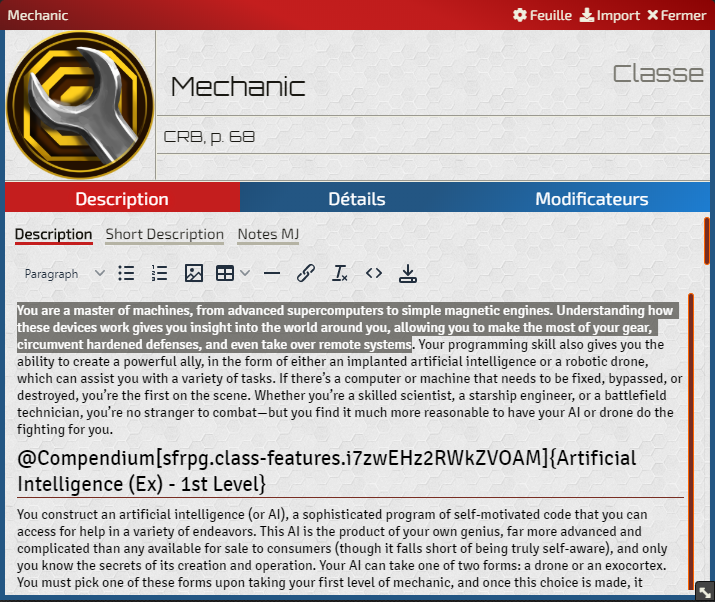 Mechanic
Feuille Import Fermer
Mechanic
Classe
CRB, p. 68
Description Détails Modificateurs
Description Short Description Notes MJ
Paragraph
You are a master of machines, from advanced supercomputers to simple magnetic engines. Understanding how
these devices work gives you insight into the world around you, allowing you to make the most of your gear,
circumvent hardened defenses, and even take over remote systems. Your programming skill also gives you the
ability to create a powerful ally, in the form of either an implanted artificial intelligence or a robotic drone,
which can assist you with a variety of tasks. If there's a computer or machine that needs to be fixed, bypassed, or
destroyed, you're the first on the scene. Whether you're a skilled scientist, a starship engineer, or a battlefield
technician, you're no stranger to combat—but you find it much more reasonable to have your AI or drone do the
fighting for you.
@Compendium[sfrpg.class-features.i7zwEHz2RWkZVOAM]{Artificial
Intelligence (Ex) - 1st Level}
You construct an artificial intelligence (or AI), a sophisticated program of self-motivated code that you can
access for help in a variety of endeavors. This AI is the product of your own genius, far more advanced and
complicated than any available for sale to consumers (though it falls short of being truly self-aware), and only
you know the secrets of its creation and operation. Your AI can take one of two forms: a drone or an exocortex.
You must pick one of these forms upon taking your first level of mechanic, and once this choice is made, it